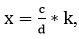 x = c/d * k,